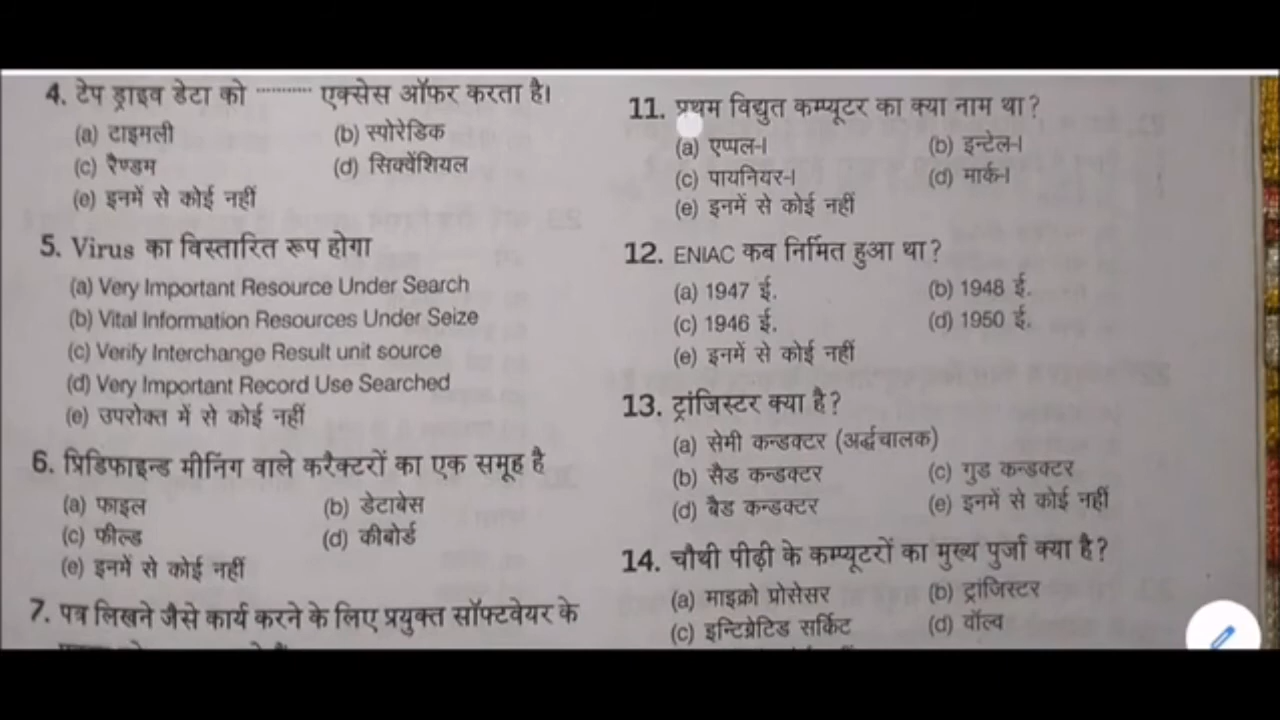 4. टेप ड्राइव डेटा को ............ एक्सेस ऑफर करता है।
(a) टाइमली (b) स्पोरेडिक
(c) रैण्डम (d) सिक्वेंशियल
(e) इनमें से कोई नहीं
5. Virus का विस्तारित रूप होगा
(a) Very Important Resource Under Search
(b) Vital Information Resources Under Seize
(c) Verify Interchange Result unit source
(d) Very Important Record Use Searched
(e) उपरोक्त में से कोई नहीं
6. प्रिडिफाइन्ड मीनिंग वाले करैक्टरों का एक समूह है
(a) फाइल (b) डेटाबेस
(c) फील्ड (d) कीबोर्ड
(e) इनमें से कोई नहीं
7. पत्र लिखने जैसे कार्य करने के लिए प्रयुक्त सॉफ्टवेयर के
11. प्रथम विद्युत कम्प्यूटर का क्या नाम था?
(a) एप्पल-I (b) इन्टेल-I
(c) पायनियर-I (d) मार्क-I
(e) इनमें से कोई नहीं
12. ENIAC कब निर्मित हुआ था?
(a) 1947 ई. (b) 1948 ई.
(c) 1946 ई. (d) 1950 ई.
(e) इनमें से कोई नहीं
13. ट्रांजिस्टर क्या है?
(a) सेमी कन्डक्टर (अर्द्धचालक)
(b) सैड कन्डक्टर (c) गुड कन्डक्टर
(d) बैड कन्डक्टर (e) इनमें से कोई नहीं
14. चौथी पीढ़ी के कम्प्यूटरों का मुख्य पुर्जा क्या है?
(a) माइक्रो प्रोसेसर (b) ट्रांजिस्टर
(c) इन्टिग्रेटिड सर्किट (d) वॉल्व